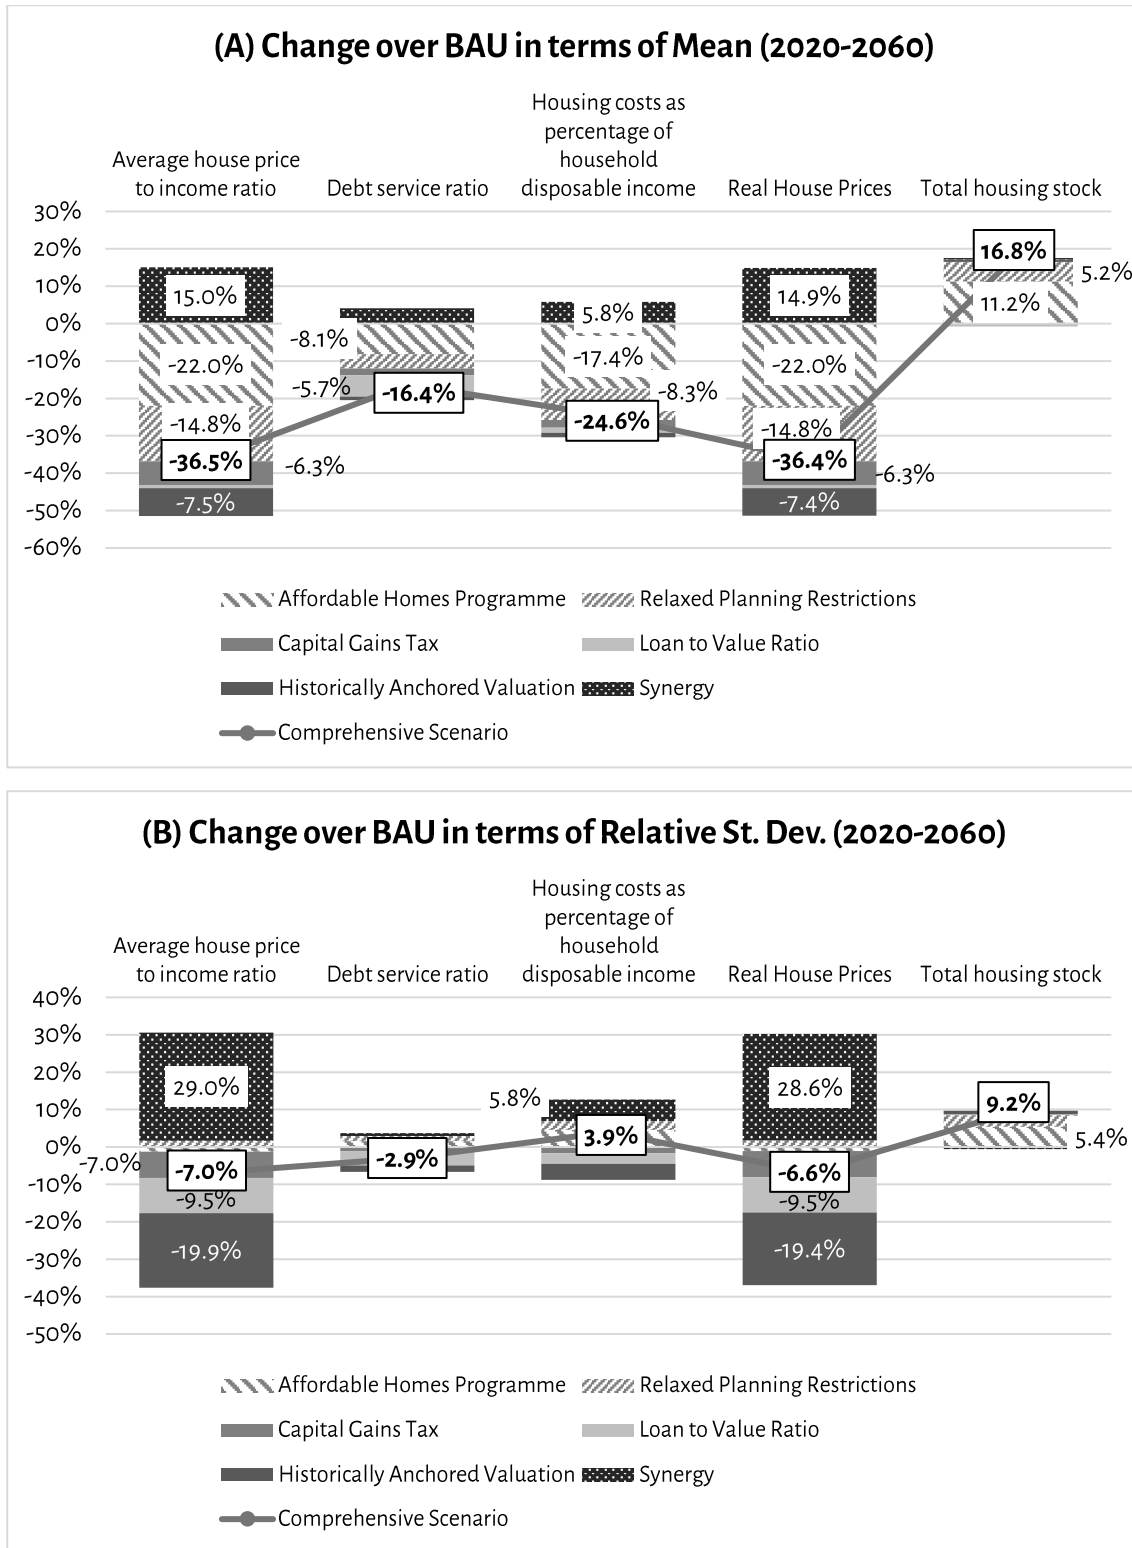 (A) Change over BAU in terms of Mean (2020-2060)
Housing costs as
percentage of
household
disposable income
Average house price
to income ratio
Debt service ratio
Real House Prices
Total housing stock
30%
20%
10%
0%
-10%
-20%
-30%
-40%
-50%
-60%
15.0%
-22.0%
-14.8%
-36.5%
-6.3%
-7.5%
-8.1%
-5.7%
-16.4%
5.8%
-17.4%
-8.3%
-24.6%
14.9%
-22.0%
-14.8%
-36.4%
-6.3%
-7.4%
16.8%
5.2%
11.2%
Affordable Homes Programme
Relaxed Planning Restrictions
Capital Gains Tax
Loan to Value Ratio
Historically Anchored Valuation
Synergy
Comprehensive Scenario
(B) Change over BAU in terms of Relative St. Dev. (2020-2060)
Housing costs as
percentage of
household
disposable income
Average house price
to income ratio
Debt service ratio
Real House Prices
Total housing stock
40%
30%
20%
10%
0%
-10%
-20%
-30%
-40%
-50%
29.0%
-7.0%
-7.0%
-9.5%
-19.9%
-2.9%
5.8%
3.9%
28.6%
-6.6%
-9.5%
-19.4%
9.2%
5.4%
Affordable Homes Programme
Relaxed Planning Restrictions
Capital Gains Tax
Loan to Value Ratio
Historically Anchored Valuation
Synergy
Comprehensive Scenario